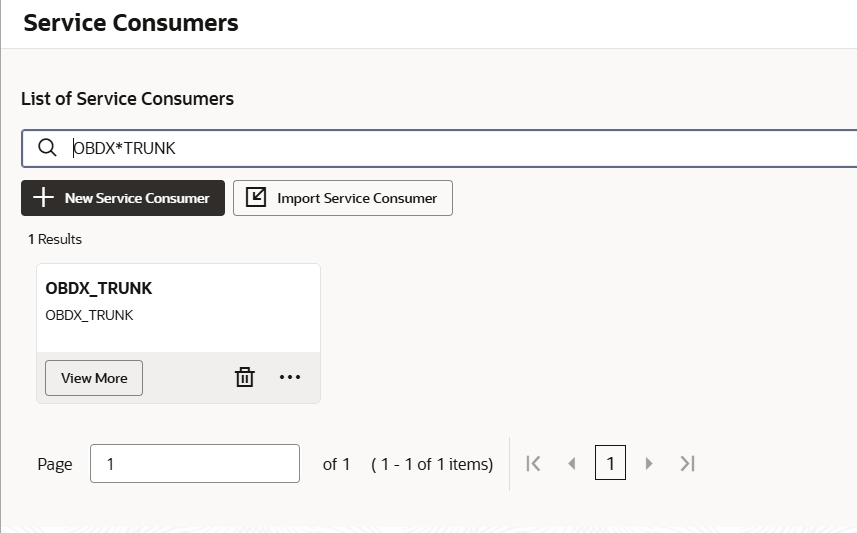 Service Consumers
List of Service Consumers
OBDX*TRUNK
New Service Consumer Import Service Consumer
1 Results
OBDX_TRUNK
OBDX_TRUNK
View More
Page 1 of 1 ( 1 - 1 of 1 items) 1